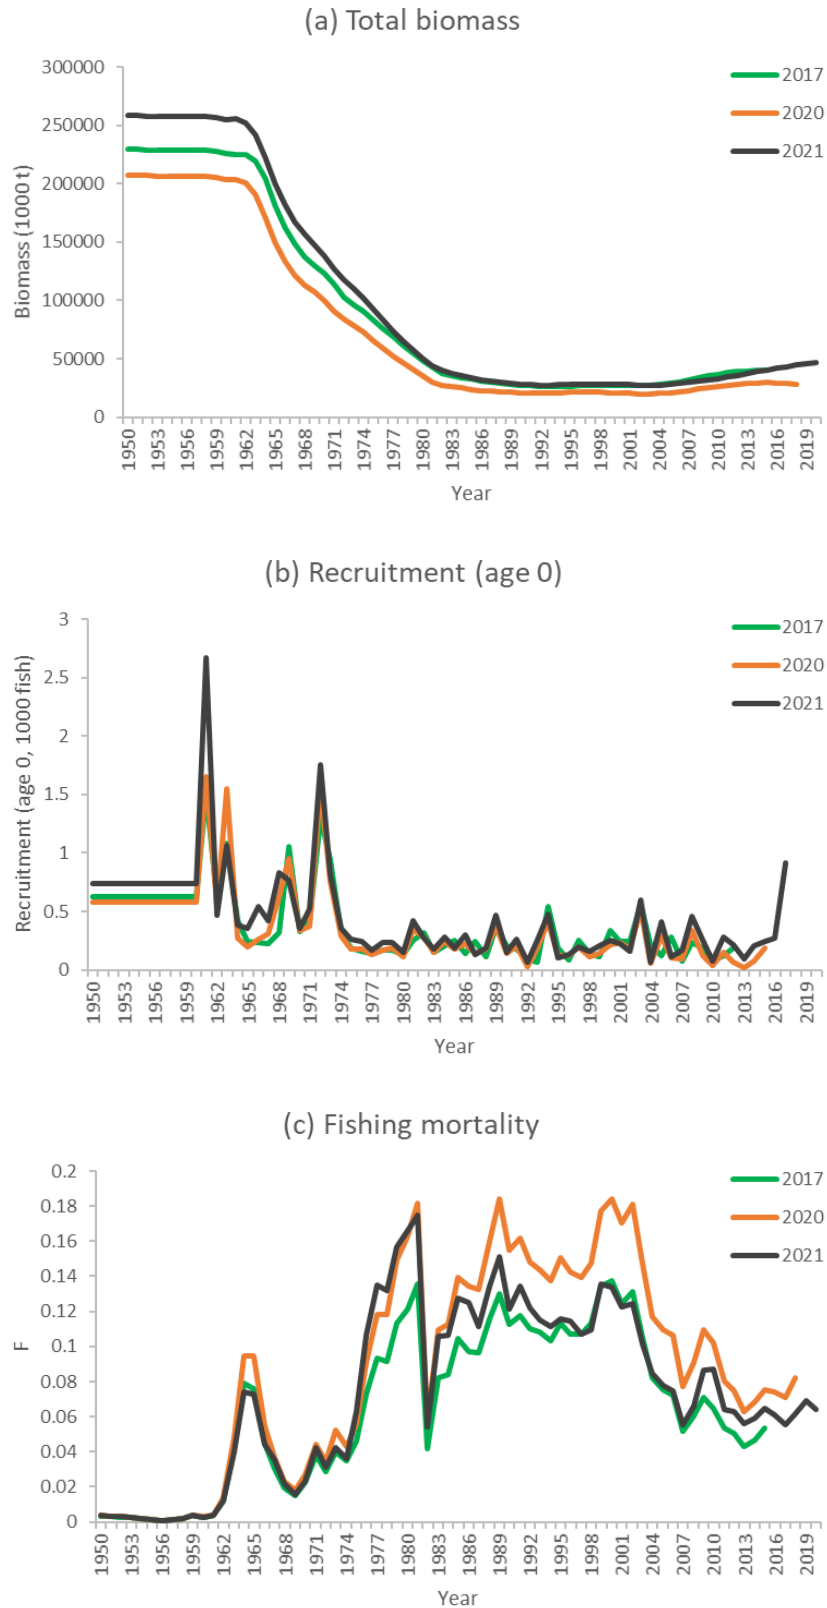 (a) Total biomass
300000
250000
200000
150000
100000
50000
0
Biomass (1000 t)
2017
2020
2021
1950 1953 1956 1959 1962 1965 1968 1971 1974 1977 1980 1983 1986 1989 1992 1995 1998 2001 2004 2007 2010 2013 2016 2019
Year
(b) Recruitment (age 0)
3
2.5
2
1.5
1
0.5
0
Recruitment (age 0, 1000 fish)
2017
2020
2021
1950 1953 1956 1959 1962 1965 1968 1971 1974 1977 1980 1983 1986 1989 1992 1995 1998 2001 2004 2007 2010 2013 2016 2019
Year
(c) Fishing mortality
0.2
0.18
0.16
0.14
0.12
0.1
0.08
0.06
0.04
0.02
0
F
2017
2020
2021
1950 1953 1956 1959 1962 1965 1968 1971 1974 1977 1980 1983 1986 1989 1992 1995 1998 2001 2004 2007 2010 2013 2016 2019
Year